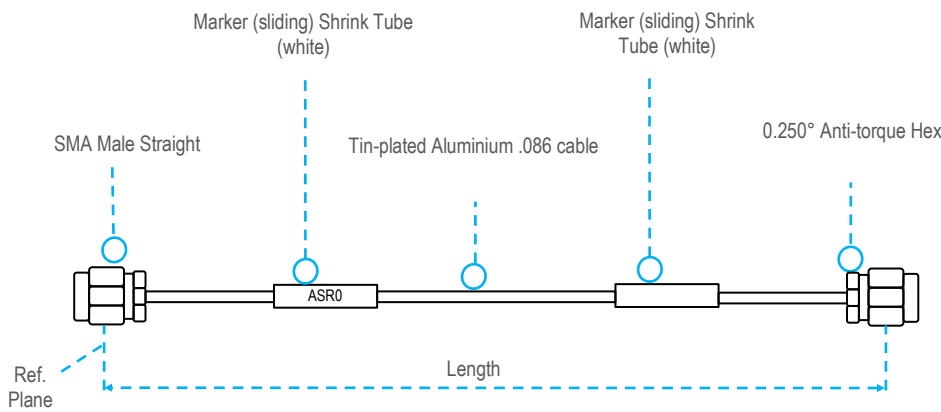 Marker (sliding) Shrink Tube
(white)
Marker (sliding) Shrink
Tube (white)
SMA Male Straight
Tin-plated Aluminium .086 cable
0.250° Anti-torque Hex
ASR0
Ref.
Plane
Length